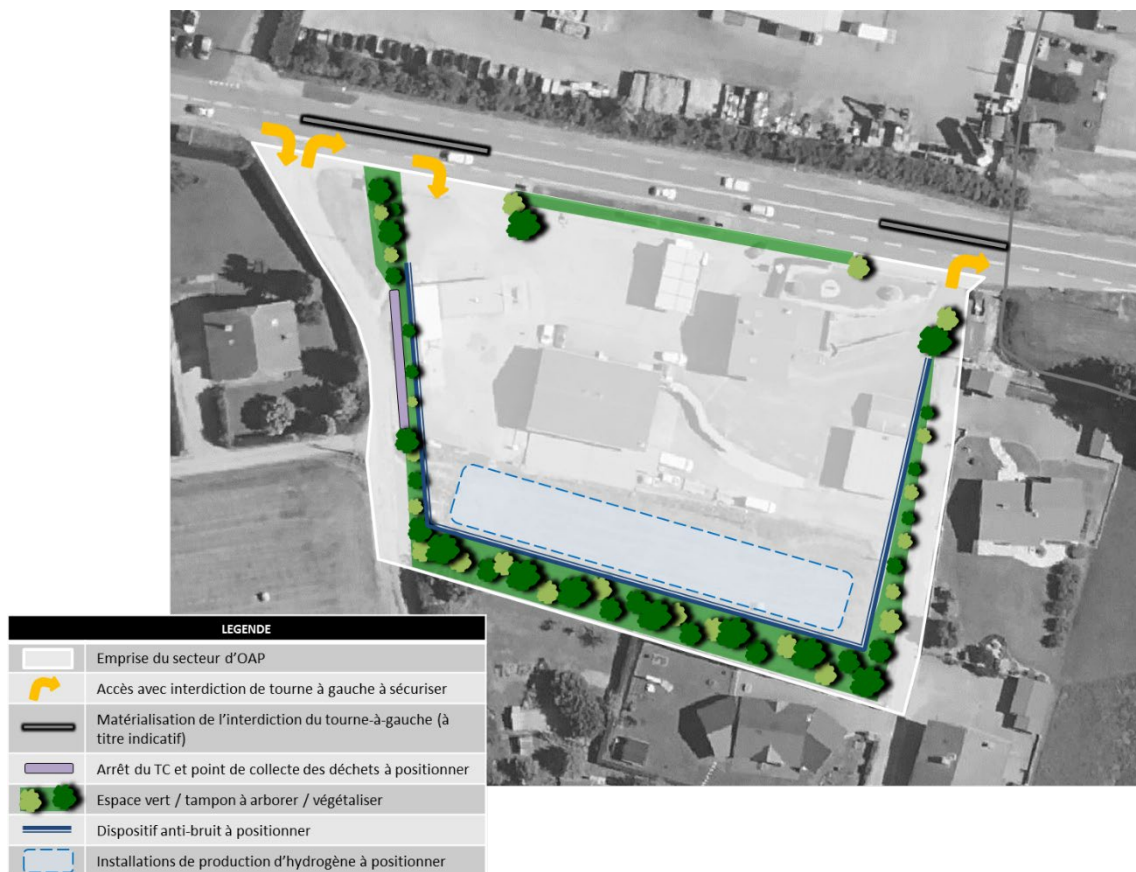 LEGENDE
Emprise du secteur d'OAP
Accès avec interdiction de tourne à gauche à sécuriser
Matérialisation de l'interdiction du tourne-à-gauche (à
titre indicatif)
Arrêt du TC et point de collecte des déchets à positionner
Espace vert / tampon à arborer / végétaliser
Dispositif anti-bruit à positionner
Installations de production d'hydrogène à positionner